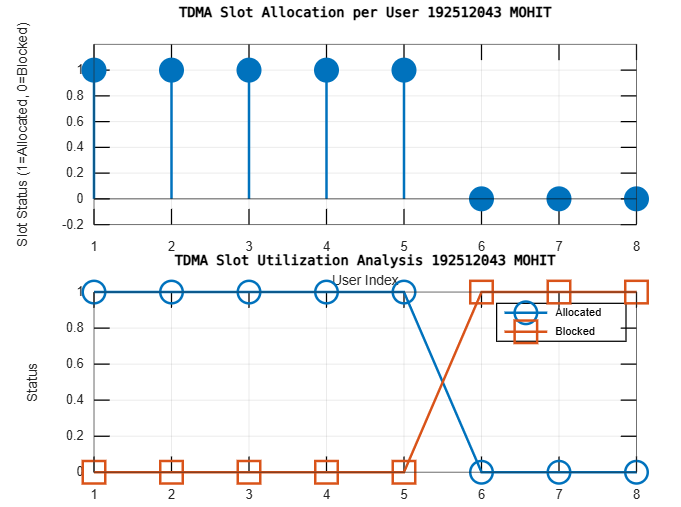 TDMA Slot Allocation per User 192512043 MOHIT
Slot Status (1=Allocated, 0=Blocked)
1
0.8
0.6
0.4
0.2
0
-0.2
1 2 3 4 5 6 7 8
User Index
TDMA Slot Utilization Analysis 192512043 MOHIT
Status
1
0.8
0.6
0.4
0.2
0
Allocated
Blocked
1 2 3 4 5 6 7 8